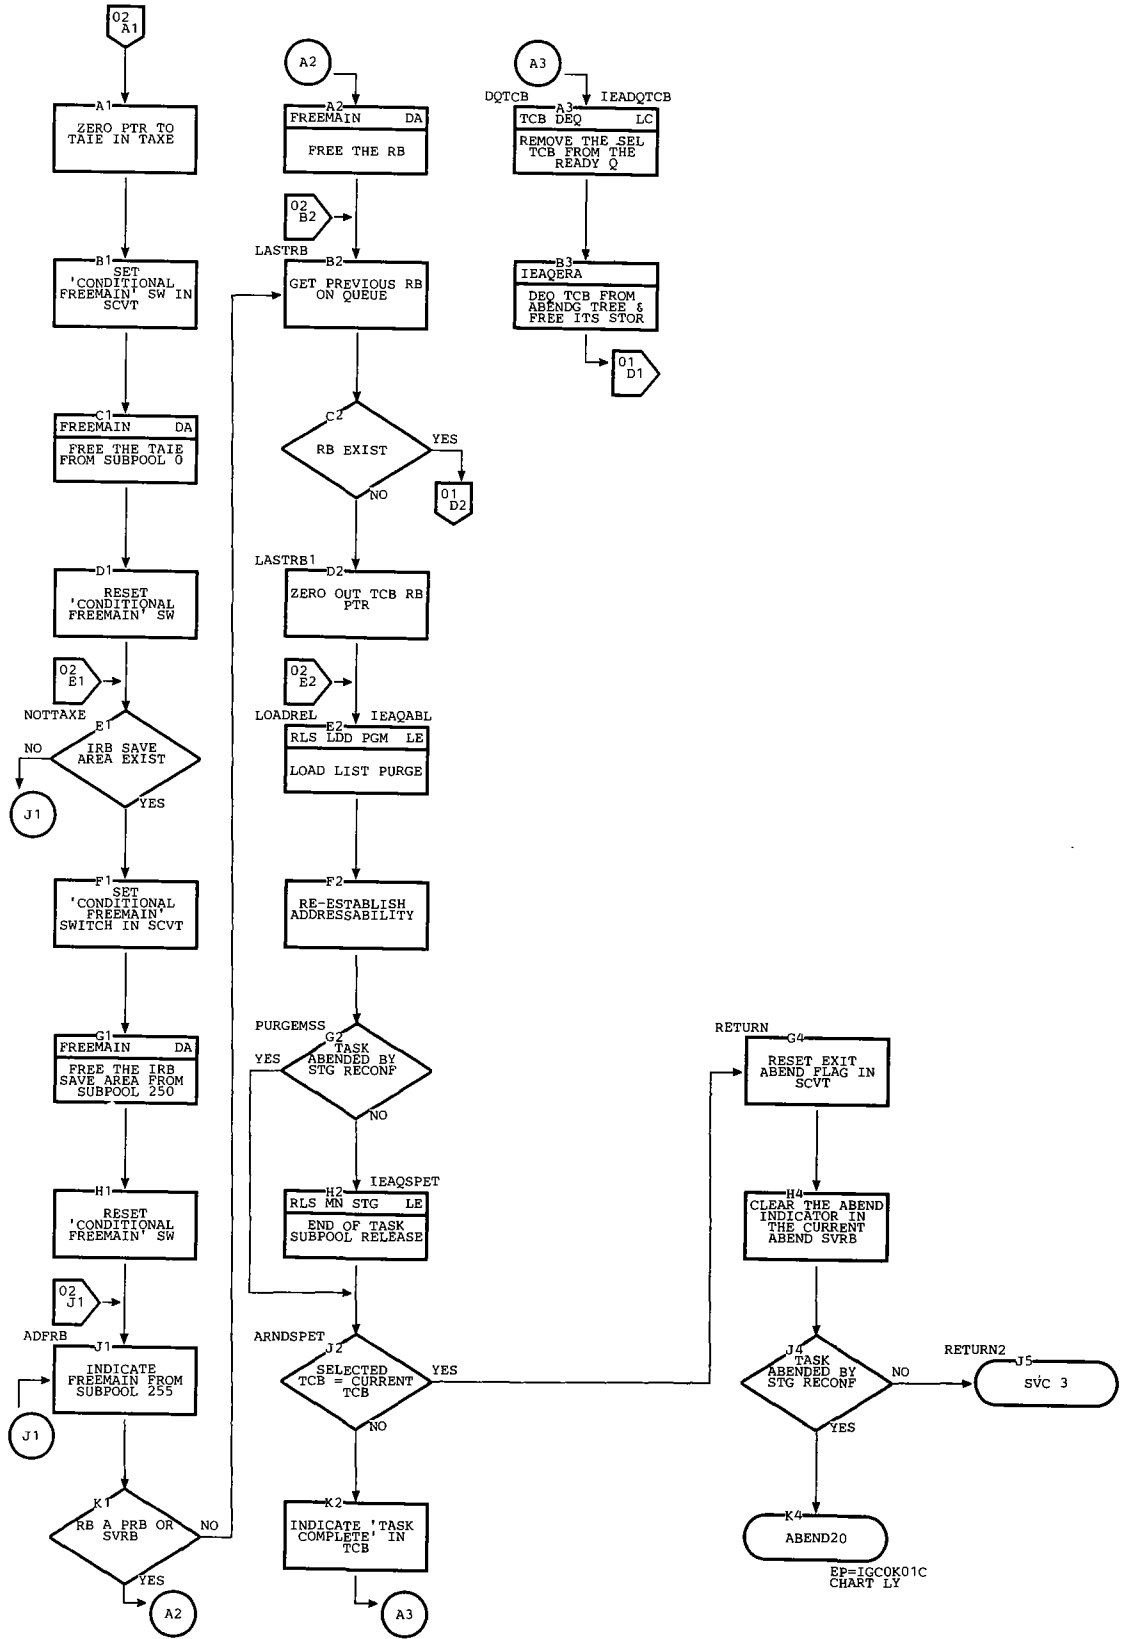 02
A1
A1
ZERO PTR TO
TAIE IN TAXE
B1
SET
'CONDITIONAL
FREEMAIN' SW IN
SCVT
C1
FREEMAIN DA
FREE THE TAIE
FROM SUBPOOL 0
D1
RESET
'CONDITIONAL
FREEMAIN' SW
02
E1
NOTTAXE
E1
IRB SAVE
AREA EXIST
NO
J1
YES
F1
SET
'CONDITIONAL
FREEMAIN'
SWITCH IN SCVT
G1
FREEMAIN DA
FREE THE IRB
SAVE AREA FROM
SUBPOOL 250
H1
RESET
'CONDITIONAL
FREEMAIN' SW
02
J1
ADFRB
J1
INDICATE
FREEMAIN FROM
SUBPOOL 255
J1
K1
RB A PRB OR
SVRB
NO
YES
A2
A2
A2
FREEMAIN DA
FREE THE RB
02
B2
LASTRB
B2
GET PREVIOUS RB
ON QUEUE
C2
RB EXIST
YES
01
D2
NO
LASTRB1
D2
ZERO OUT TCB RB
PTR
02
E2
LOADREL IEAQABL
E2
RLS LDD PGM LE
LOAD LIST PURGE
F2
RE-ESTABLISH
ADDRESSABILITY
PURGEMSS
G2
TASK
ABENDED BY
STG RECONF
YES
NO
IEAQSPET
H2
RLS MN STG LE
END OF TASK
SUBPOOL RELEASE
ARNDSPET
J2
SELECTED
TCB = CURRENT
TCB
YES
NO
K2
INDICATE 'TASK
COMPLETE' IN
TCB
A3
A3
DQTCB IEADQTCB
A3
TCB DEQ LC
REMOVE THE SEL
TCB FROM THE
READY Q
B3
IEAQERA
DEQ TCB FROM
ABENDG TREE &
FREE ITS STOR
01
D1
RETURN
G4
RESET EXIT
ABEND FLAG IN
SCVT
H4
CLEAR THE ABEND
INDICATOR IN
THE CURRENT
ABEND SVRB
J4
TASK
ABENDED BY
STG RECONF
NO
YES
RETURN2
J5
SVC 3
K4
ABEND20
EP=IGC0K01C
CHART LY